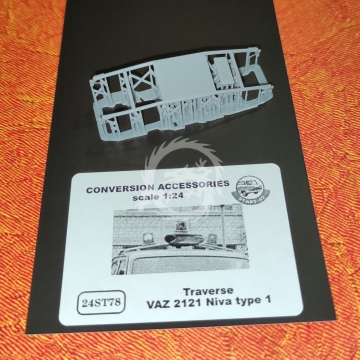 CONVERSION ACCESSORIES
scale 1:24
24ST78
Traverse
VAZ 2121 Niva type 1